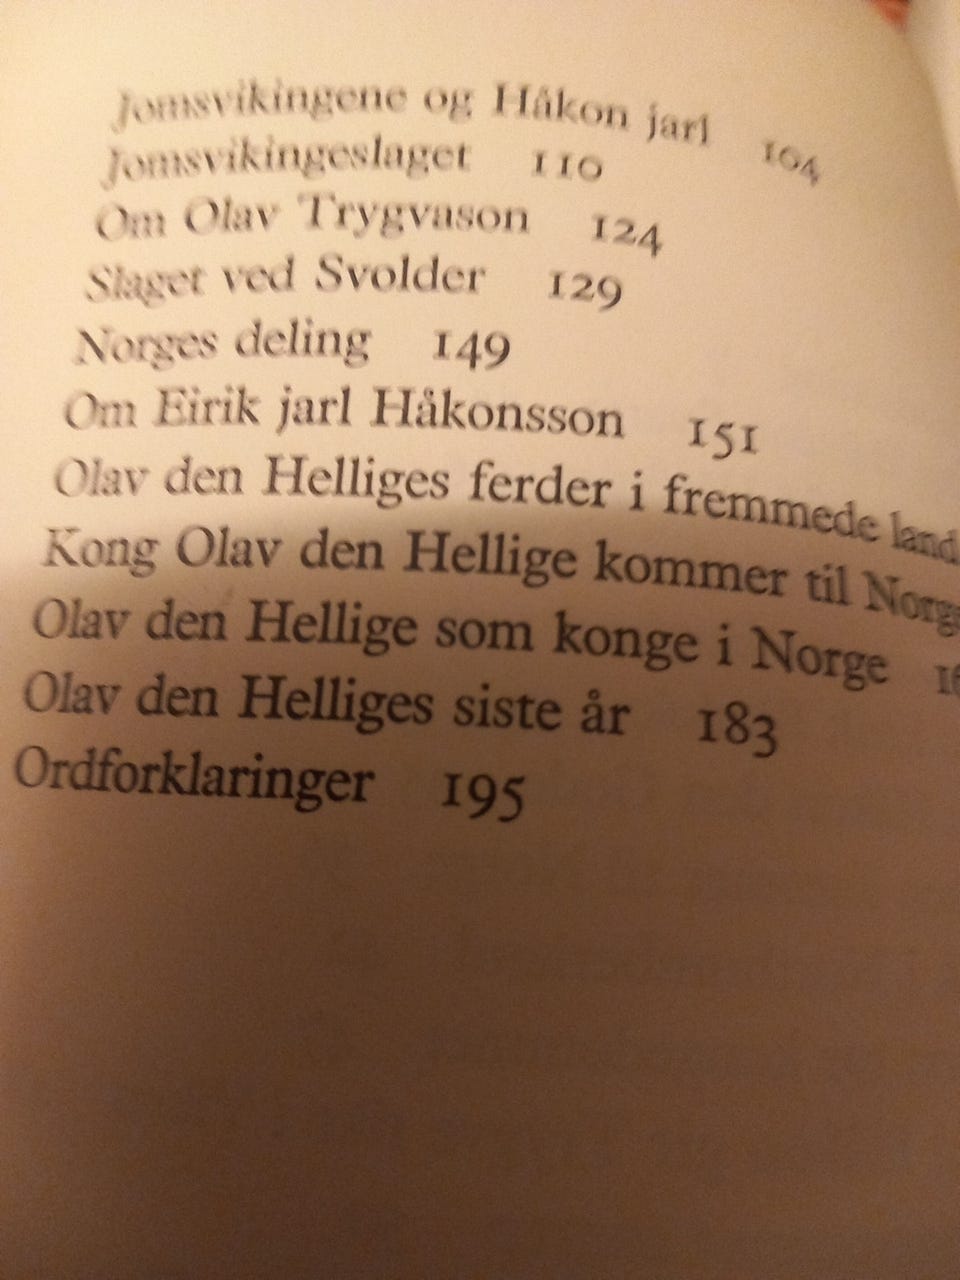 Jomsvikingene og Håkon jarl 104
Jomsvikingeslaget 110
Om Olav Trygvason 124
Slaget ved Svolder 129
Norges deling 149
Om Eirik jarl Håkonsson 151
Olav den Helliges ferder i fremmede land
Kong Olav den Hellige kommer til Norge
Olav den Hellige som konge i Norge
Olav den Helliges siste år 183
Ordforklaringer 195